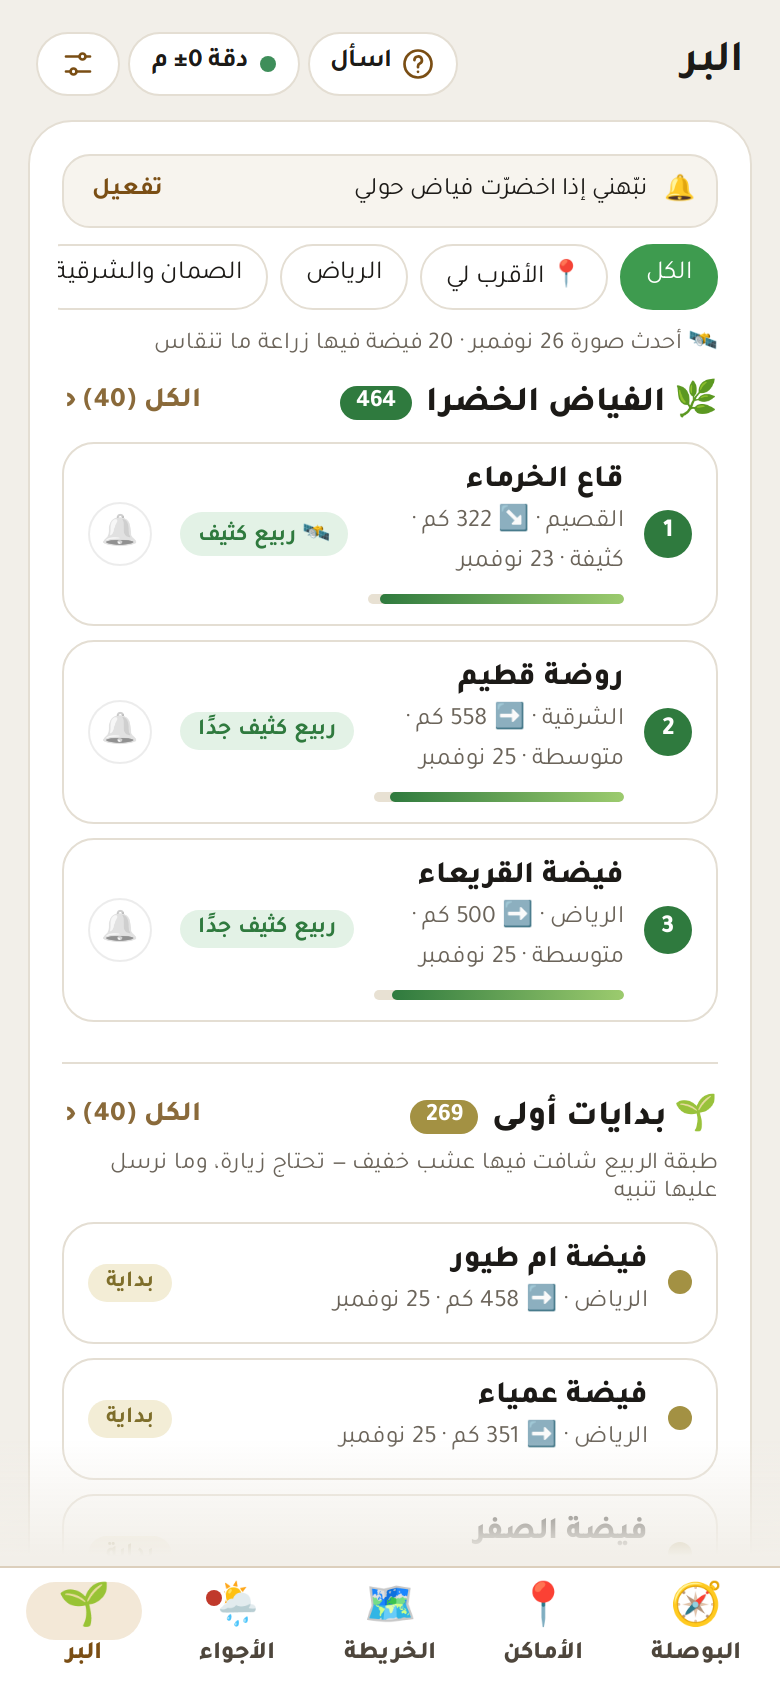 البر
اسأل
دقة ±0 م
نبّهني إذا اخضرّت فياض حولي
تفعيل
الكل
الأقرب لي
الرياض
الصمان والشرقية
أحدث صورة 26 نوفمبر · 20 فيضة فيها زراعة ما تنقاس
الفياض الخضرا 464
الكل (40) ›
1
قاع الخرماء
القصيم · ↘ 322 كم ·
كثيفة · 23 نوفمبر
ربيع كثيف
2
روضة قطيم
الشرقية · ➡ 558 كم ·
متوسطة · 25 نوفمبر
ربيع كثيف جدًا
3
فيضة القريعاء
الرياض · ➡ 500 كم ·
متوسطة · 25 نوفمبر
ربيع كثيف جدًا
بدايات أولى 269
الكل (40) ›
طبقة الربيع شافت فيها عشب خفيف — تحتاج زيارة، وما نرسل
عليها تنبيه
فيضة ام طيور
الرياض · ➡ 458 كم · 25 نوفمبر
بداية
فيضة عمياء
الرياض · ➡ 351 كم · 25 نوفمبر
بداية
فيضة الصفر
بداية
البوصلة
الأماكن
الخريطة
الأجواء
البر